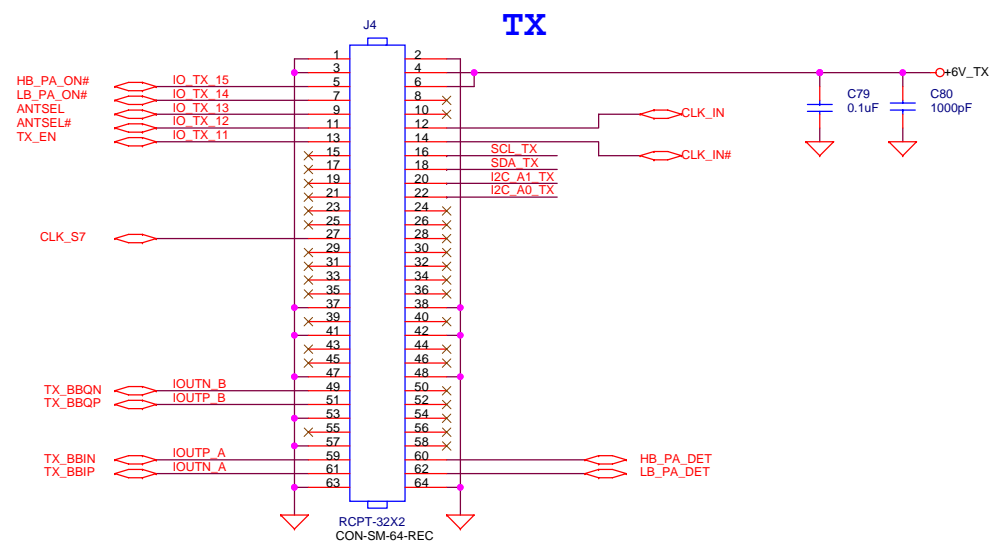 TX
J4
1 2
3 4
HB_PA_ON# IO_TX_15 5 6 +6V_TX
LB_PA_ON# IO_TX_14 7 8
ANTSEL IO_TX_13 9 10 CLK_IN
ANTSEL# IO_TX_12 11 12
TX_EN IO_TX_11 13 14
15 16 SCL_TX CLK_IN#
17 18 SDA_TX
19 20 I2C_A1_TX
21 22 I2C_A0_TX
23 24
25 26
CLK_S7 27 28
29 30
31 32
33 34
35 36
37 38
39 40
41 42
43 44
45 46
47 48
TX_BBQN IOUTN_B 49 50
TX_BBQP IOUTP_B 51 52
53 54
55 56
57 58
TX_BBIN IOUTP_A 59 60 HB_PA_DET
TX_BBIP IOUTN_A 61 62 LB_PA_DET
63 64
RCPT-32X2
CON-SM-64-REC
C79
0.1uF
C80
1000pF